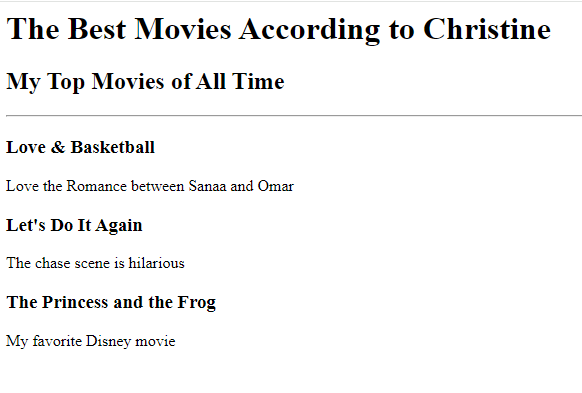 The Best Movies According to Christine
My Top Movies of All Time
Love & Basketball
Love the Romance between Sanaa and Omar
Let's Do It Again
The chase scene is hilarious
The Princess and the Frog
My favorite Disney movie